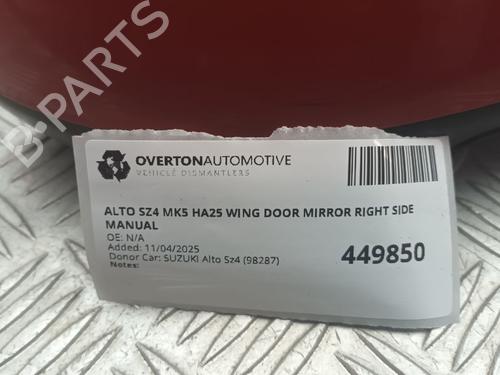 OVERTONAUTOMOTIVE
VEHICLE DISMANTLERS
ALTO SZ4 MK5 HA25 WING DOOR MIRROR RIGHT SIDE
MANUAL
OE: N/A
Added: 11/04/2025
Donor Car: SUZUKI Alto Sz4 (98287)
Notes:
449850
B-PARTS